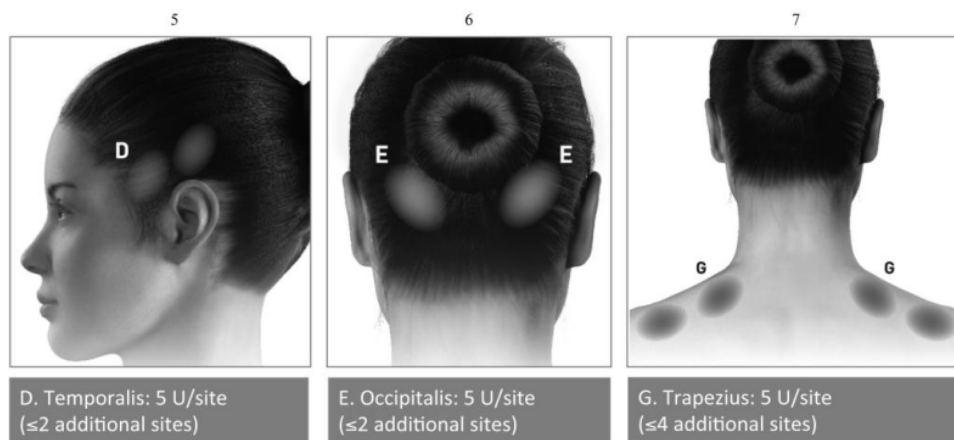 5
6
7
D
E
E
G
G
D. Temporalis: 5 U/site
(≤2 additional sites)
E. Occipitalis: 5 U/site
(≤2 additional sites)
G. Trapezius: 5 U/site
(≤4 additional sites)